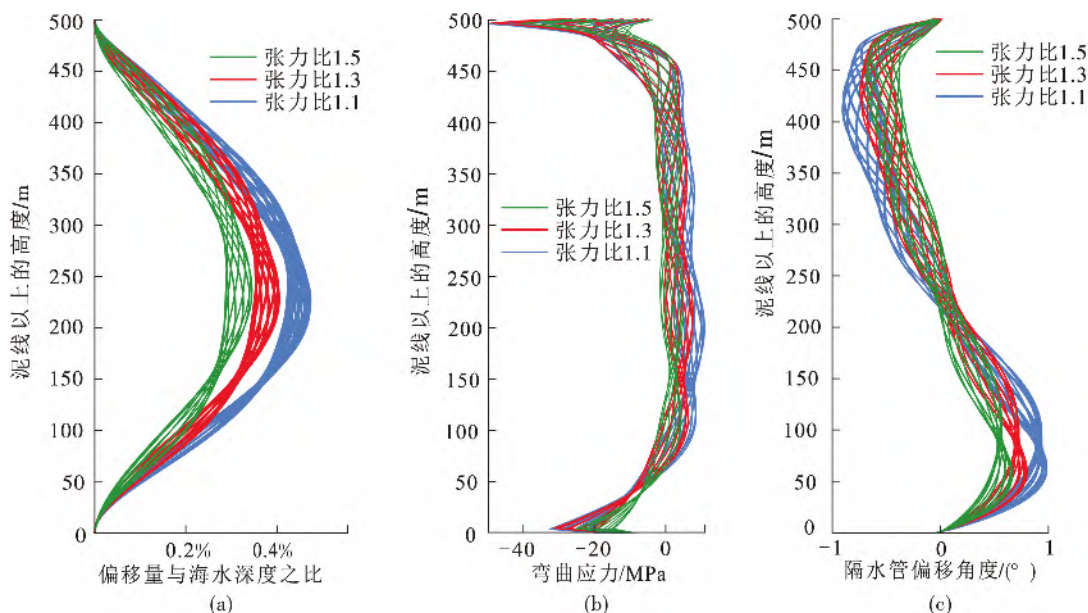 500
450
400
350
300
250
200
150
100
50
0
泥线以上的高度/m
张力比1.5
张力比1.3
张力比1.1
0.2%
0.4%
偏移量与海水深度之比
(a)
500
450
400
350
300
250
200
150
100
50
0
泥线以上的高度/m
张力比1.5
张力比1.3
张力比1.1
−40
−20
0
弯曲应力/MPa
(b)
500
450
400
350
300
250
200
150
100
50
0
泥线以上的高度/m
张力比1.5
张力比1.3
张力比1.1
−1
0
1
隔水管偏移角度/(°)
(c)